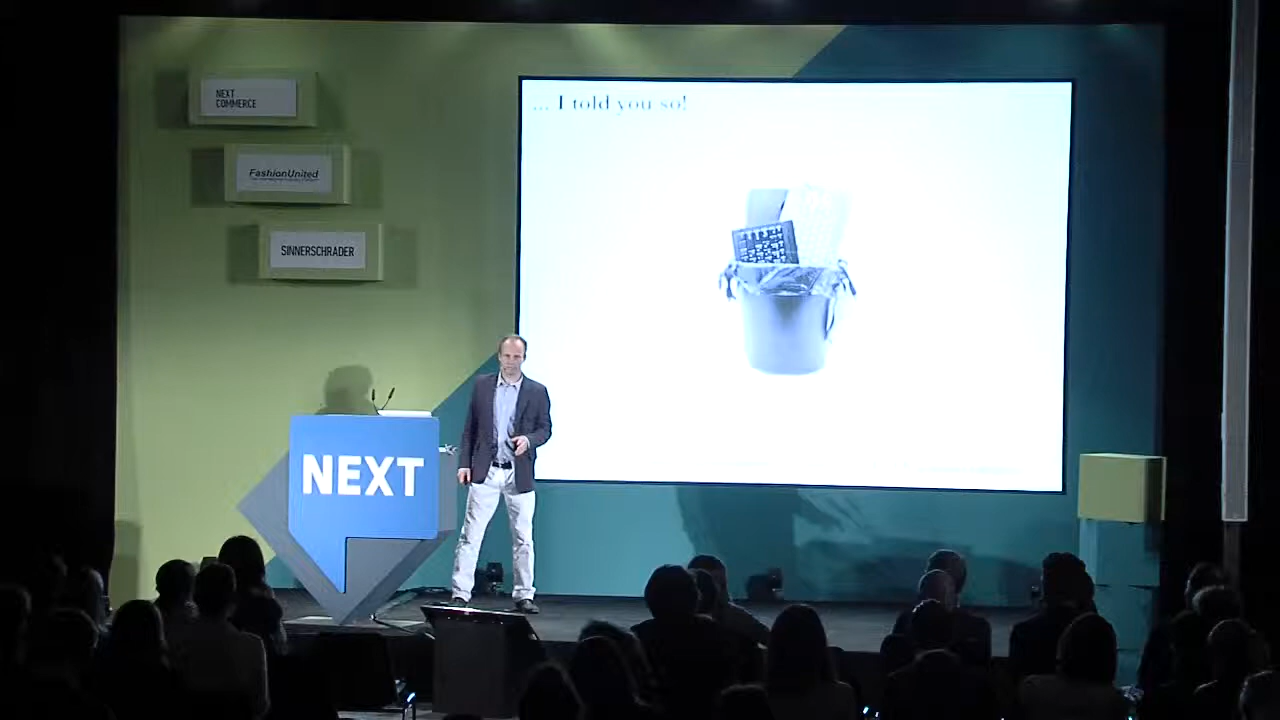 NEXT
COMMERCE
FashionUnited
SINNERSCHRADER
... I told you so!
NEXT